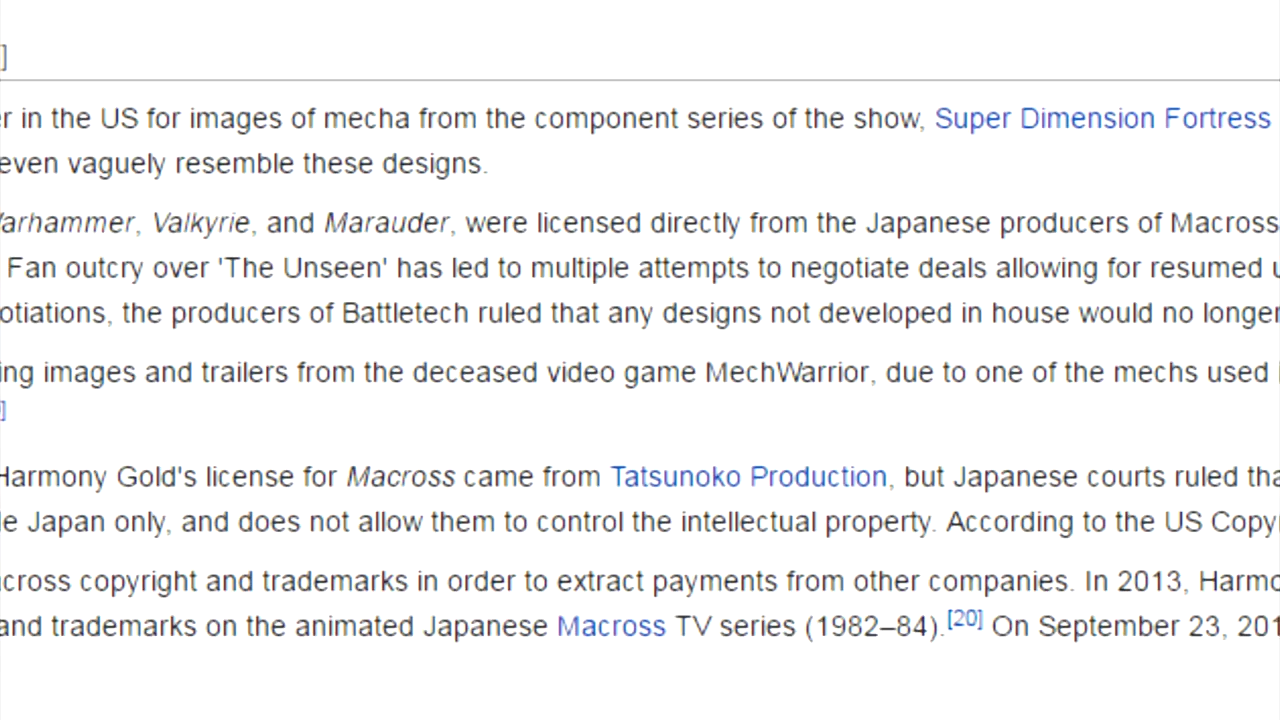 ]
er in the US for images of mecha from the component series of the show, Super Dimension Fortress
even vaguely resemble these designs.
Warhammer, Valkyrie, and Marauder, were licensed directly from the Japanese producers of Macross
Fan outcry over 'The Unseen' has led to multiple attempts to negotiate deals allowing for resumed u
otiations, the producers of Battletech ruled that any designs not developed in house would no longer
ing images and trailers from the deceased video game MechWarrior, due to one of the mechs used i
]
Harmony Gold's license for Macross came from Tatsunoko Production, but Japanese courts ruled tha
de Japan only, and does not allow them to control the intellectual property. According to the US Copy
across copyright and trademarks in order to extract payments from other companies. In 2013, Harmo
and trademarks on the animated Japanese Macross TV series (1982–84).[20] On September 23, 201